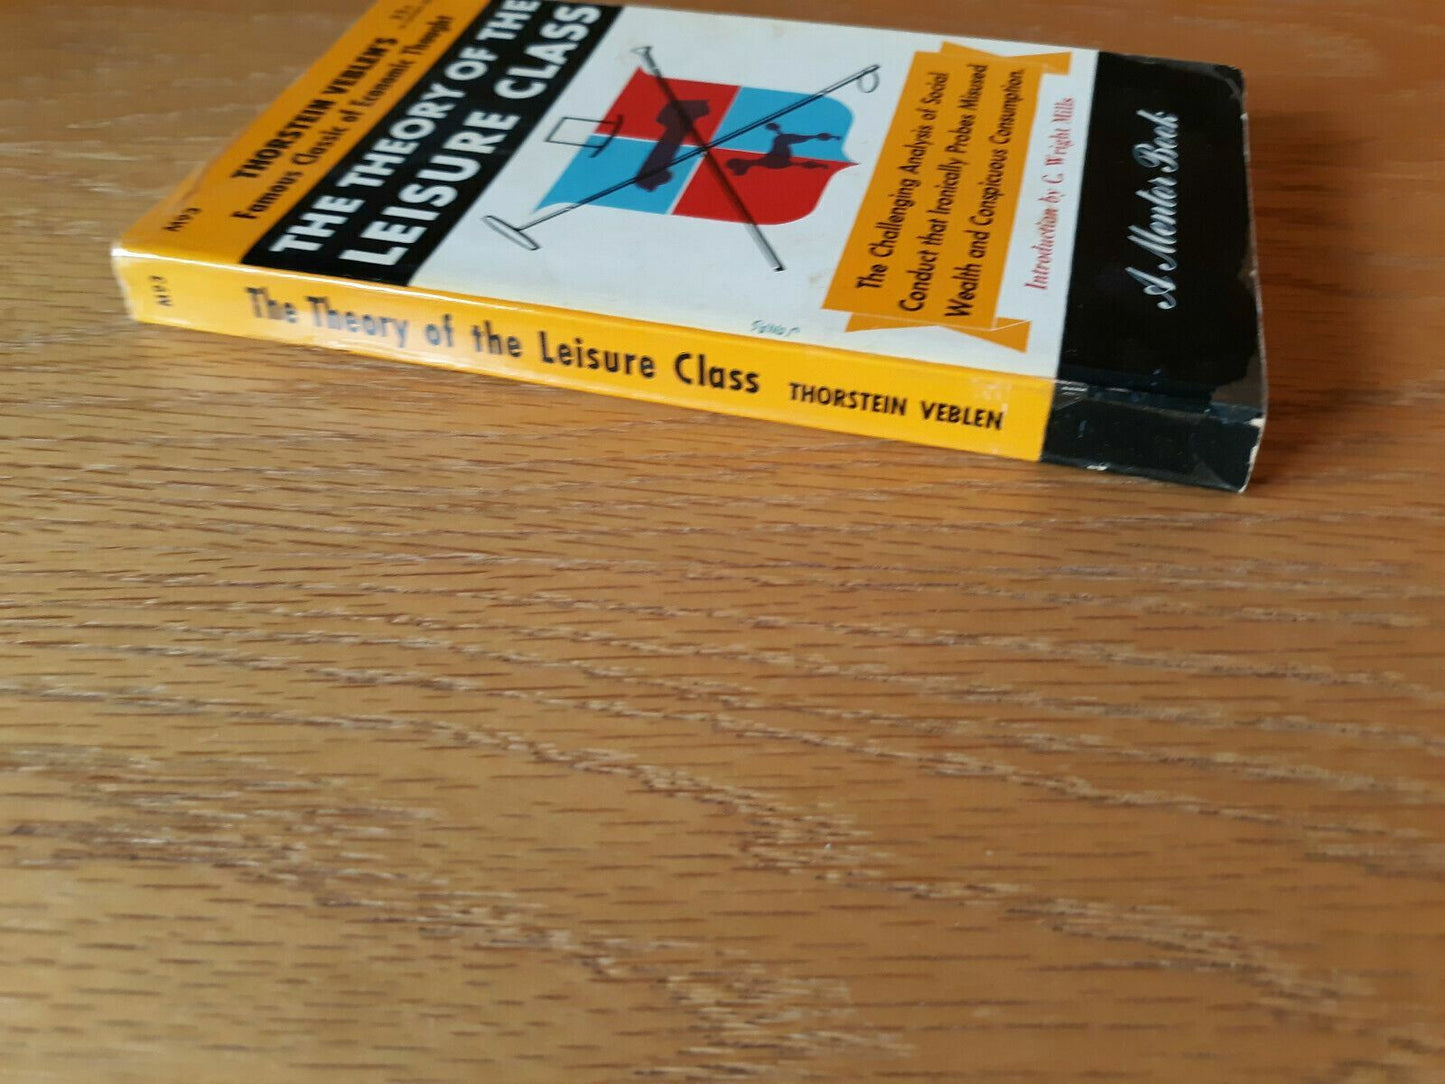 M93
THORSTEIN VEBLEN'S
Famous Classic of Economic Thought
THE THEORY OF THE
LEISURE CLASS
The Challenging Analysis of Social
Conduct that Ironically Probes Misused
Wealth and Conspicuous Consumption.
Introduction by C. Wright Mills
A Mentor Book
M93
The Theory of the Leisure Class THORSTEIN VEBLEN